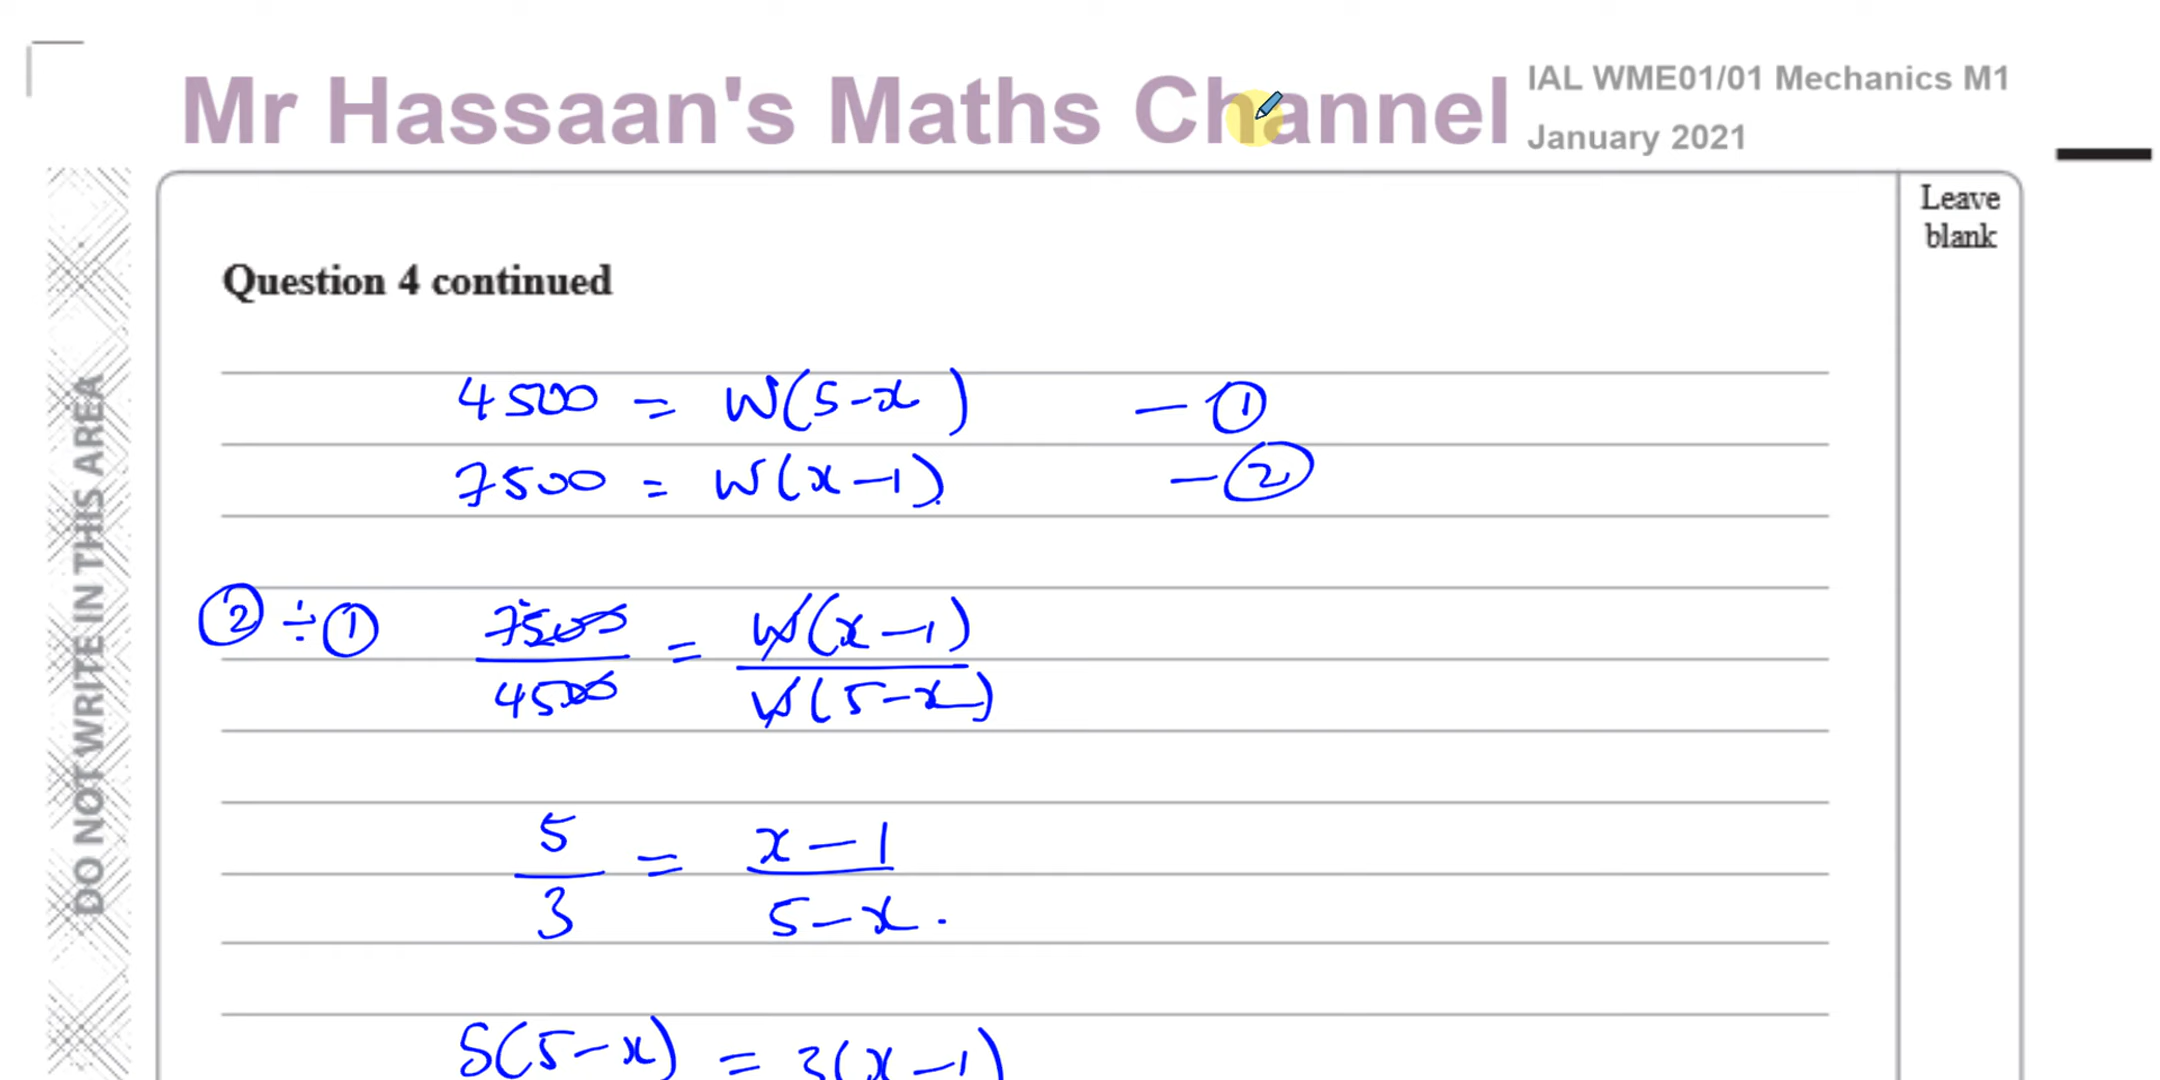 Mr Hassaan's Maths Channel
IAL WME01/01 Mechanics M1
January 2021
Leave
blank
DO NOT WRITE IN THIS AREA
Question 4 continued
4500 = W(5-x) - ①
7500 = W(x-1) - ②
② ÷ ① 7500/4500 = W(x-1)/W(5-x)
5/3 = x-1/5-x.
5(5-x) = 3(x-1)